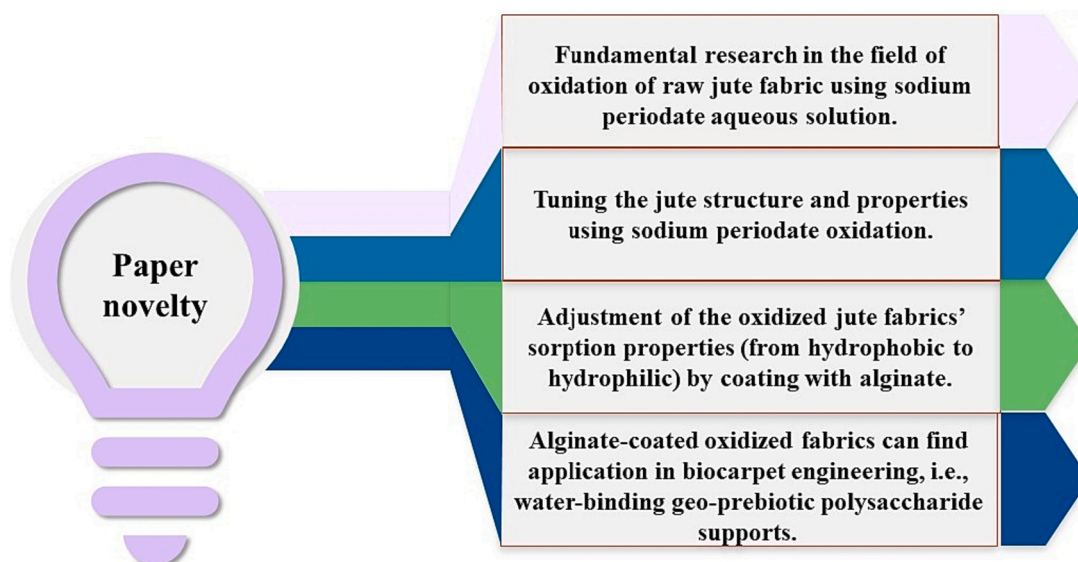 Paper
novelty
Fundamental research in the field of
oxidation of raw jute fabric using sodium
periodate aqueous solution.
Tuning the jute structure and properties
using sodium periodate oxidation.
Adjustment of the oxidized jute fabrics’
sorption properties (from hydrophobic to
hydrophilic) by coating with alginate.
Alginate-coated oxidized fabrics can find
application in biocarpet engineering, i.e.,
water-binding geo-prebiotic polysaccharide
supports.